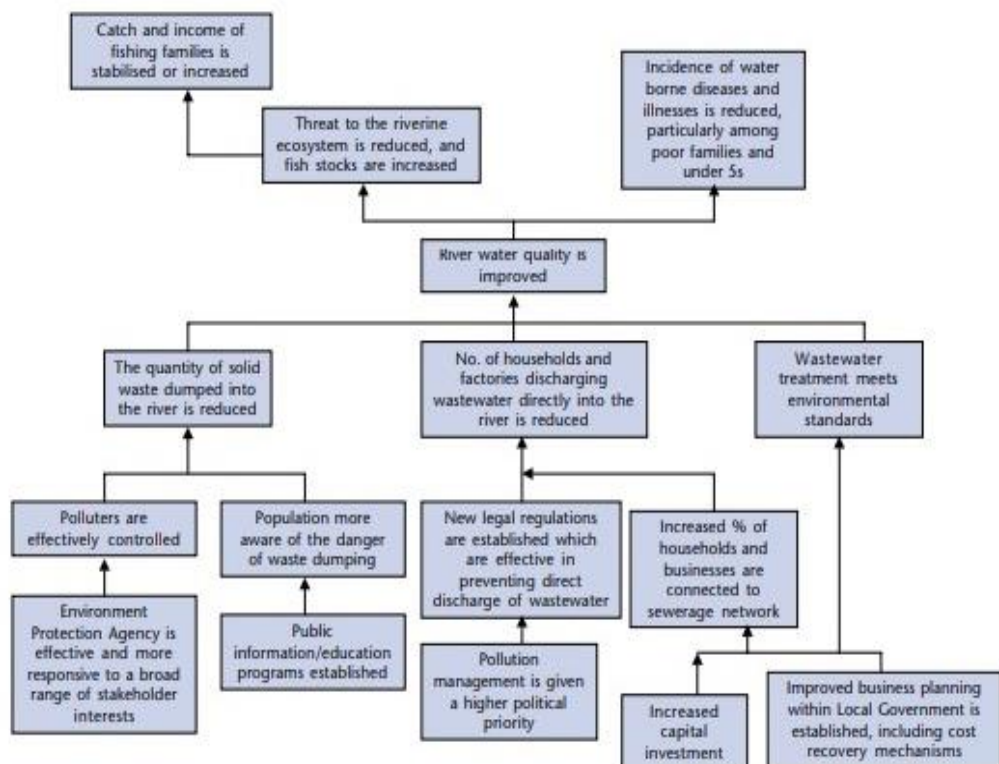 Catch and income of
fishing families is
stabilised or increased
Incidence of water
borne diseases and
illnesses is reduced,
particularly among
poor families and
under 5s
Threat to the riverine
ecosystem is reduced, and
fish stocks are increased
River water quality is
improved
The quantity of solid
waste dumped into
the river is reduced
No. of households and
factories discharging
wastewater directly into the
river is reduced
Wastewater
treatment meets
environmental
standards
Polluters are
effectively controlled
Population more
aware of the danger
of waste dumping
New legal regulations
are established which
are effective in
preventing direct
discharge of wastewater
Increased % of
households and
businesses are
connected to
sewerage network
Environment
Protection Agency is
effective and more
responsive to a broad
range of stakeholder
interests
Public
information/education
programs established
Pollution
management is given
a higher political
priority
Increased
capital
investment
Improved business planning
within Local Government is
established, including cost
recovery mechanisms